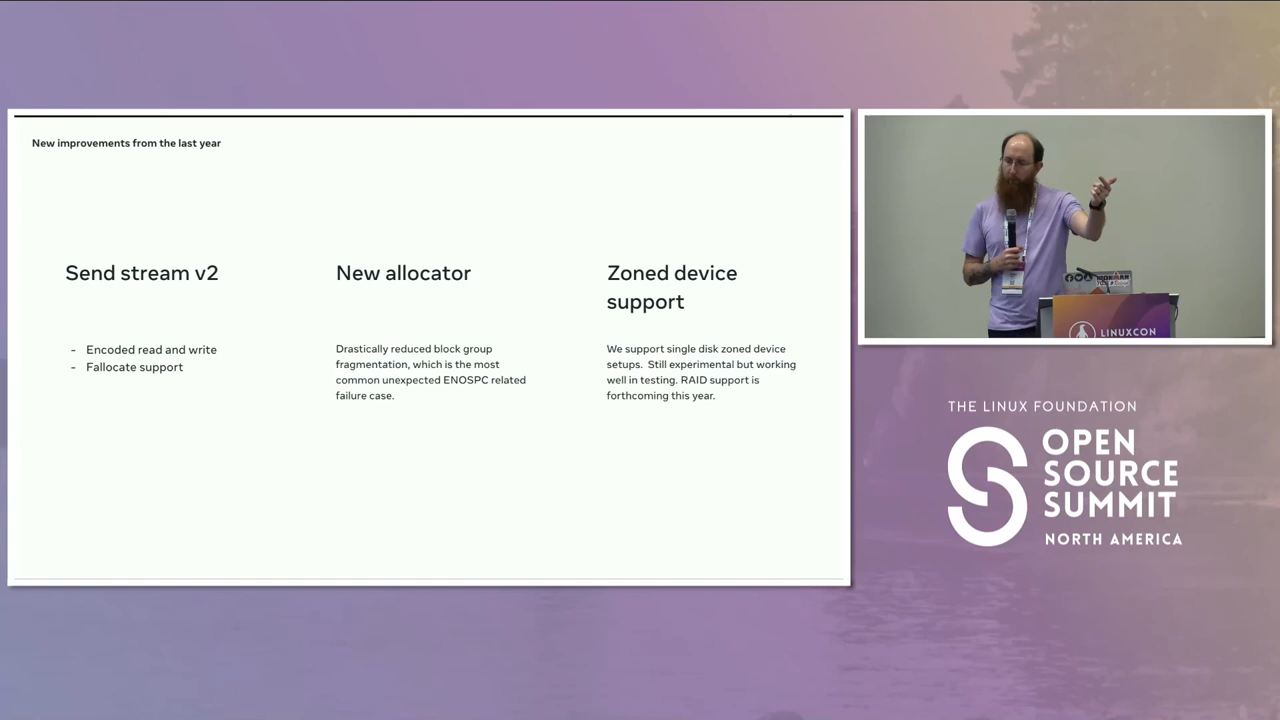 New improvements from the last year
Send stream v2
- Encoded read and write
- Fallocate support
New allocator
Drastically reduced block group
fragmentation, which is the most
common unexpected ENOSPC related
failure case.
Zoned device
support
We support single disk zoned device
setups. Still experimental but working
well in testing. RAID support is
forthcoming this year.
LINUXCON
THE LINUX FOUNDATION
OPEN
SOURCE
SUMMIT
NORTH AMERICA